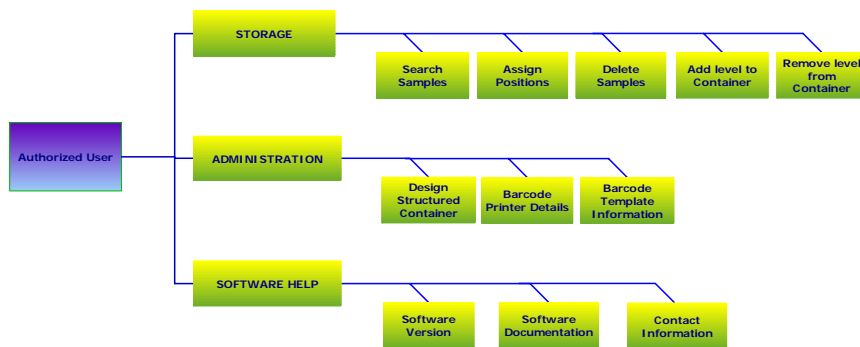 STORAGE
Search
Samples
Assign
Positions
Delete
Samples
Add level to
Container
Remove level
from
Container
Authorized User
ADMINISTRATION
Design
Structured
Container
Barcode
Printer Details
Barcode
Template
Information
SOFTWARE HELP
Software
Version
Software
Documentation
Contact
Information